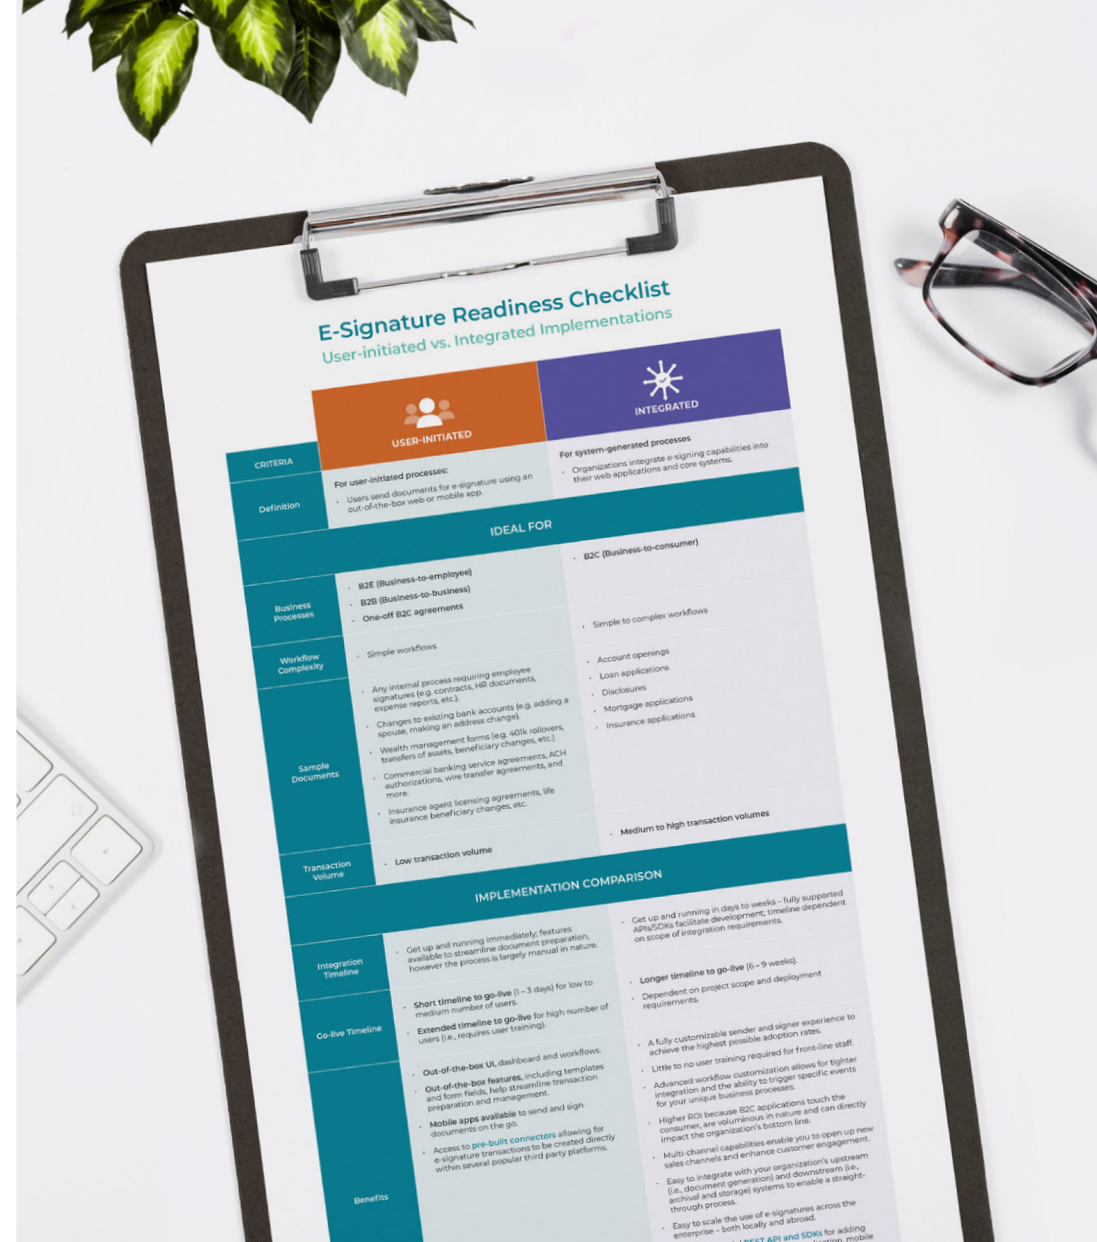 E-Signature Readiness Checklist
User-initiated vs. Integrated Implementations
USER-INITIATED
INTEGRATED
CRITERIA
Definition
For user-initiated processes:
· Users send documents for e-signature using an
out-of-the-box web or mobile app.
For system-generated processes
· Organizations integrate e-signing capabilities into
their web applications and core systems.
IDEAL FOR
Business
Processes
· B2E (Business-to-employee)
· B2B (Business-to-business)
· One-off B2C agreements
· B2C (Business-to-consumer)
Workflow
Complexity
· Simple workflows
· Simple to complex workflows
Sample
Documents
· Any internal process requiring employee
signatures (e.g. contracts, HR documents,
expense reports, etc.).
· Changes to existing bank accounts (e.g. adding a
spouse, making an address change).
· Wealth management forms (e.g. 401k rollovers,
transfers of assets, beneficiary changes, etc.)
· Commercial banking service agreements, ACH
authorizations, wire transfer agreements, and
more.
· Insurance agent licensing agreements, life
insurance beneficiary changes, etc.
· Account openings
· Loan applications
· Disclosures
· Mortgage applications
· Insurance applications
Transaction
Volume
· Low transaction volume
· Medium to high transaction volumes
IMPLEMENTATION COMPARISON
Integration
Timeline
· Get up and running immediately; features
available to streamline document preparation,
however the process is largely manual in nature.
· Get up and running in days to weeks – fully supported
APIs/SDKs facilitate development; timeline dependent
on scope of integration requirements.
Go-live Timeline
· Short timeline to go-live (1 – 3 days) for low to
medium number of users.
· Extended timeline to go-live for high number of
users (i.e., requires user training).
· Longer timeline to go-live (6 – 9 weeks).
· Dependent on project scope and deployment
requirements.
Benefits
· Out-of-the-box UI, dashboard and workflows.
· Out-of-the-box features, including templates
and form fields, help streamline transaction
preparation and management.
· Mobile apps available to send and sign
documents on the go.
· Access to pre-built connectors allowing for
e-signature transactions to be created directly
within several popular third party platforms.
· A fully customizable sender and signer experience to
achieve the highest possible adoption rates.
· Little to no user training required for front-line staff.
· Advanced workflow customization allows for tighter
integration and the ability to trigger specific events
for your unique business processes.
· Higher ROI because B2C applications touch the
consumer, are voluminous in nature and can directly
impact the organization's bottom line.
· Multi-channel capabilities enable you to open up new
sales channels and enhance customer engagement.
· Easy to integrate with your organization's upstream
(i.e., document generation) and downstream (i.e.,
archival and storage) systems to enable a straight-
through process.
· Easy to scale the use of e-signatures across the
enterprise – both locally and abroad.
REST API and SDKs for adding
mobile